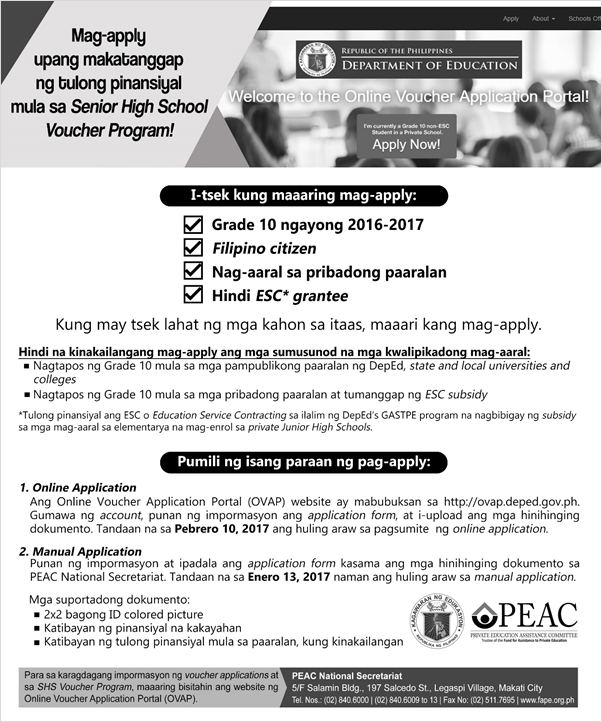 Mag-apply
upang makatanggap
ng tulong pinansiyal
mula sa Senior High School
Voucher Program!
Apply About Schools Off
REPUBLIC OF THE PHILIPPINES
DEPARTMENT OF EDUCATION
Welcome to the Online Voucher Application Portal!
I'm currently a Grade 10 non-ESC
Student in a Private School.
Apply Now!
I-tsek kung maaaring mag-apply:
Grade 10 ngayong 2016-2017
Filipino citizen
Nag-aaral sa pribadong paaralan
Hindi ESC* grantee
Kung may tsek lahat ng mga kahon sa itaas, maaari kang mag-apply.
Hindi na kinakailangang mag-apply ang mga sumusunod na mga kwalipikadong mag-aaral:
Nagtapos ng Grade 10 mula sa mga pampublikong paaralan ng DepEd, state and local universities and
colleges
Nagtapos ng Grade 10 mula sa mga pribadong paaralan at tumanggap ng ESC subsidy
*Tulong pinansiyal ang ESC o Education Service Contracting sa ilalim ng DepEd's GASTPE program na nagbibigay ng subsidy
sa mga mag-aaral sa elementarya na mag-enrol sa private Junior High Schools.
Pumili ng isang paraan ng pag-apply:
1. Online Application
Ang Online Voucher Application Portal (OVAP) website ay mabubuksan sa http://ovap.deped.gov.ph.
Gumawa ng account, punan ng impormasyon ang application form, at i-upload ang mga hinihinging
dokumento. Tandaan na sa Pebrero 10, 2017 ang huling araw sa pagsumite ng online application.
2. Manual Application
Punan ng impormasyon at ipadala ang application form kasama ang mga hinihinging dokumento sa
PEAC National Secretariat. Tandaan na sa Enero 13, 2017 naman ang huling araw sa manual application.
Mga suportadong dokumento:
2x2 bagong ID colored picture
Katibayan ng pinansiyal na kakayahan
Katibayan ng tulong pinansiyal mula sa paaralan, kung kinakailangan
KAGAWARAN NG EDUKASYON
REPUBLIKA NG PILIPINAS
PEAC
PRIVATE EDUCATION ASSISTANCE COMMITTEE
Trustee of the Fund for Assistance to Private Education
Para sa karagdagang impormasyon ng voucher applications at
sa SHS Voucher Program, maaaring bisitahin ang website ng
Online Voucher Application Portal (OVAP).
PEAC National Secretariat
5/F Salamin Bldg., 197 Salcedo St., Legaspi Village, Makati City
Tel. Nos.: (02) 840.6000 | (02) 840.6009 to 13 | Fax No: (02) 511.7695 | www.fape.org.ph